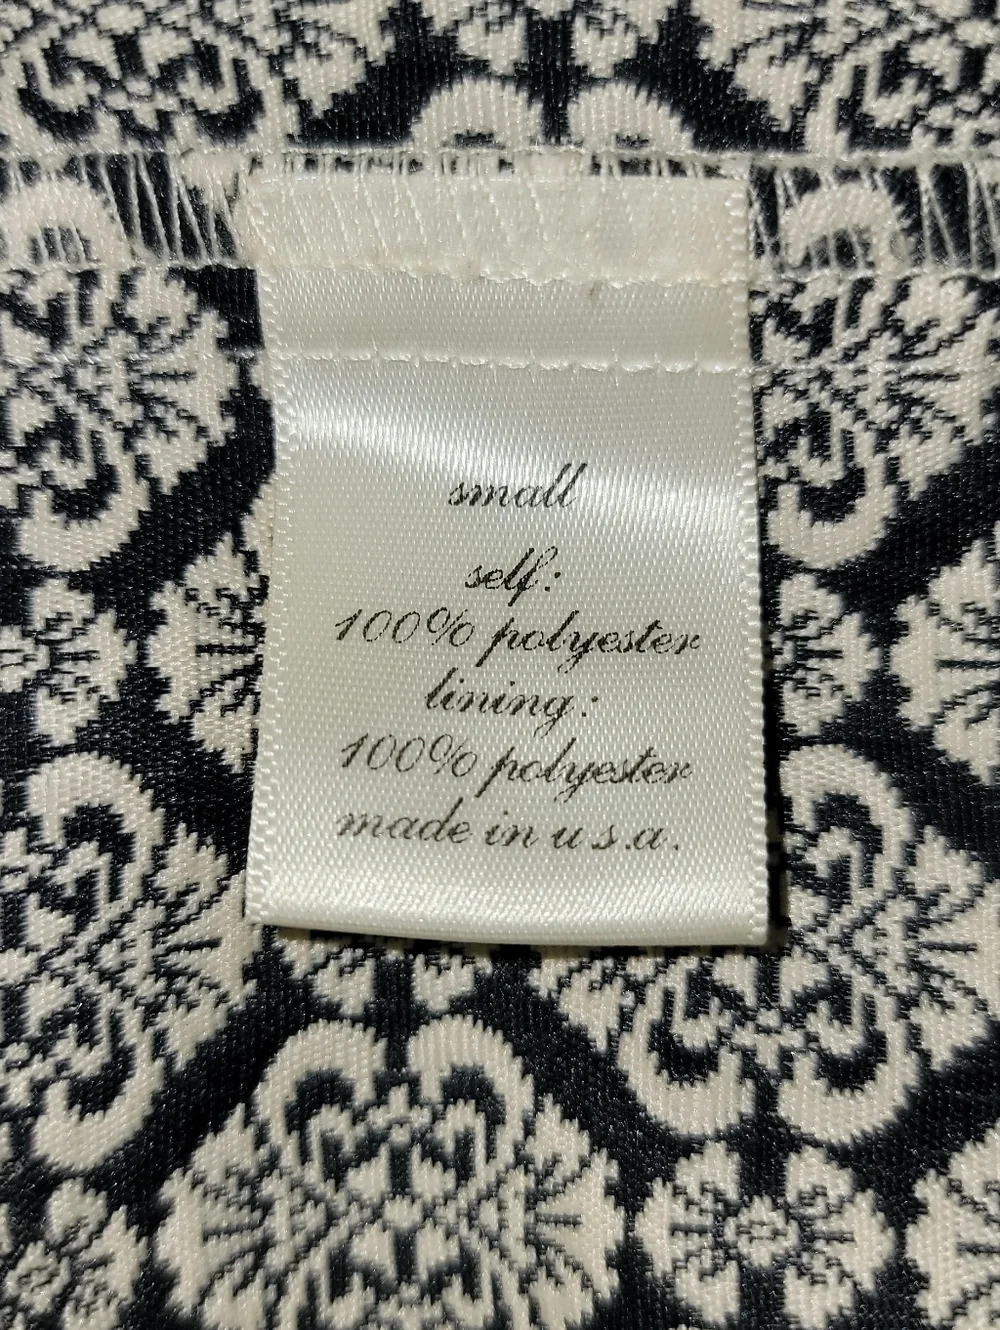 small
self:
100% polyester
lining:
100% polyester
made in u.s.a.